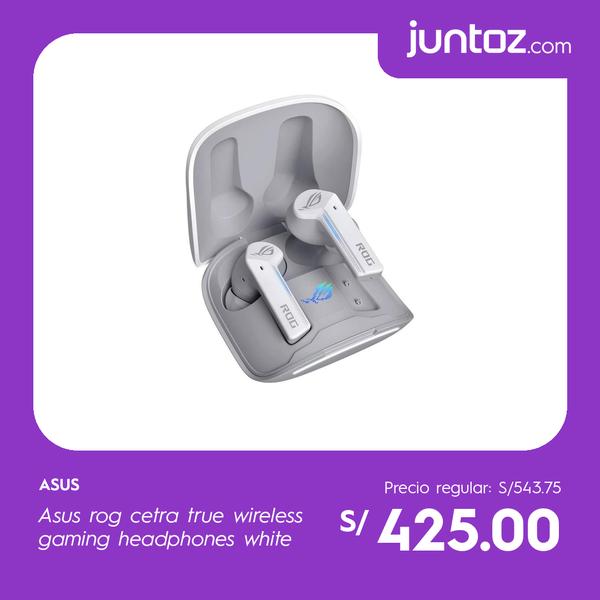 juntoz.com
ROG
ROG
ASUS
Asus rog cetra true wireless
gaming headphones white
Precio regular: S/543.75
S/ 425.00